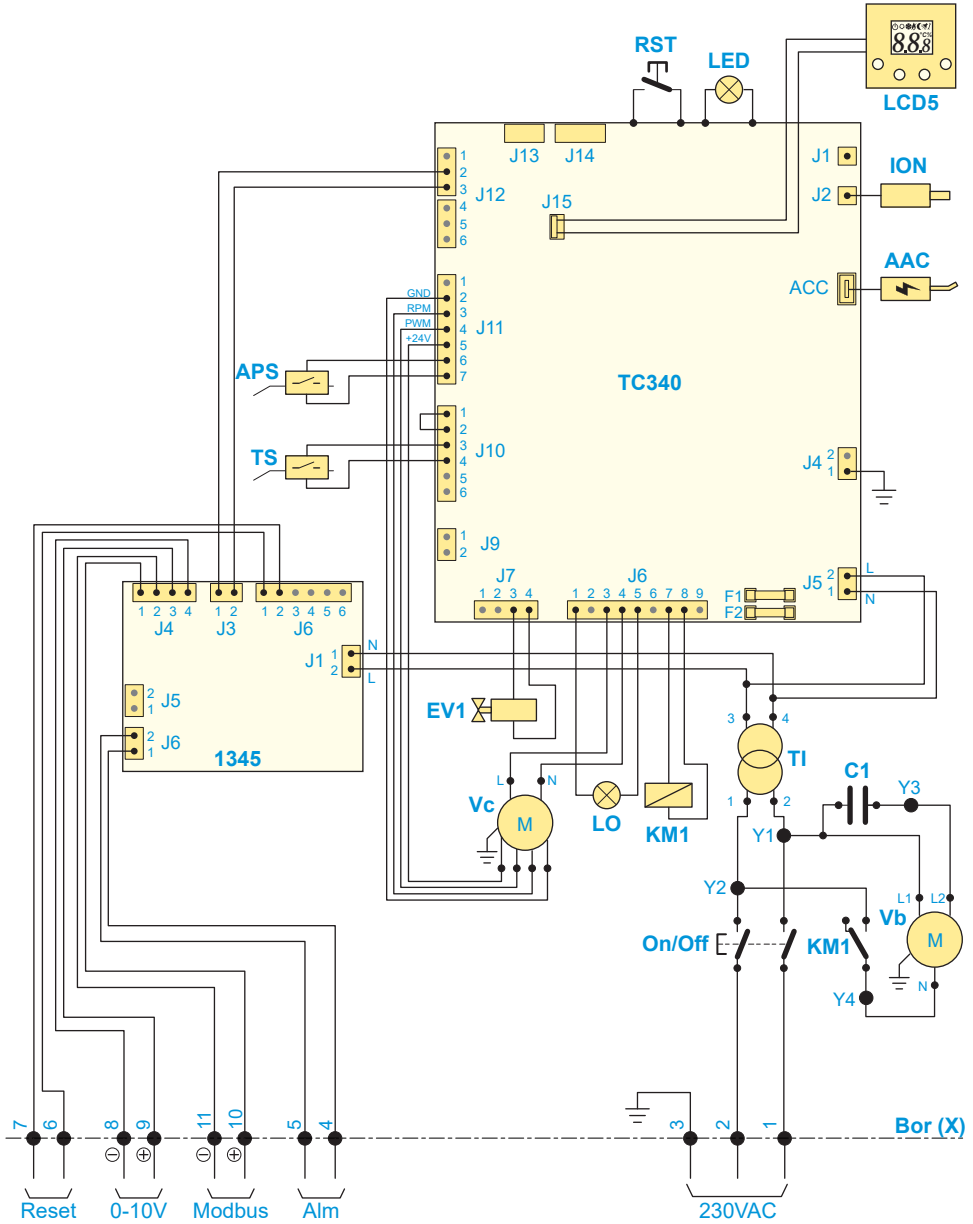 RST
LED
8.8.8
°C%
LCD5
J13
J14
J1
1
2
3
J12
4
5
6
J15
J2
ION
AAC
ACC
1
GND 2
RPM 3
PWM 4
J11
+24V 5
6
7
APS
TC340
1
2
3
J10
4
5
6
TS
J4
2
1
1
2
J9
J7
1 2 3 4
J6
1 2 3 4 5 6 7 8 9
F1
F2
J5
2
1
L
N
1 2 3 4
J4
1 2
J3
1 2 3 4 5 6
J6
J1
1
2
N
L
2
1
J5
2
1
J6
1345
EV1
L
N
Vc
M
LO
KM1
3
4
TI
1
2
C1
Y3
Y1
Y2
L1
L2
Vb
M
N
On/Off
KM1
Y4
7
6
8
9
11
10
5
4
3
2
1
Bor (X)
Reset
0-10V
Modbus
Alm
230VAC